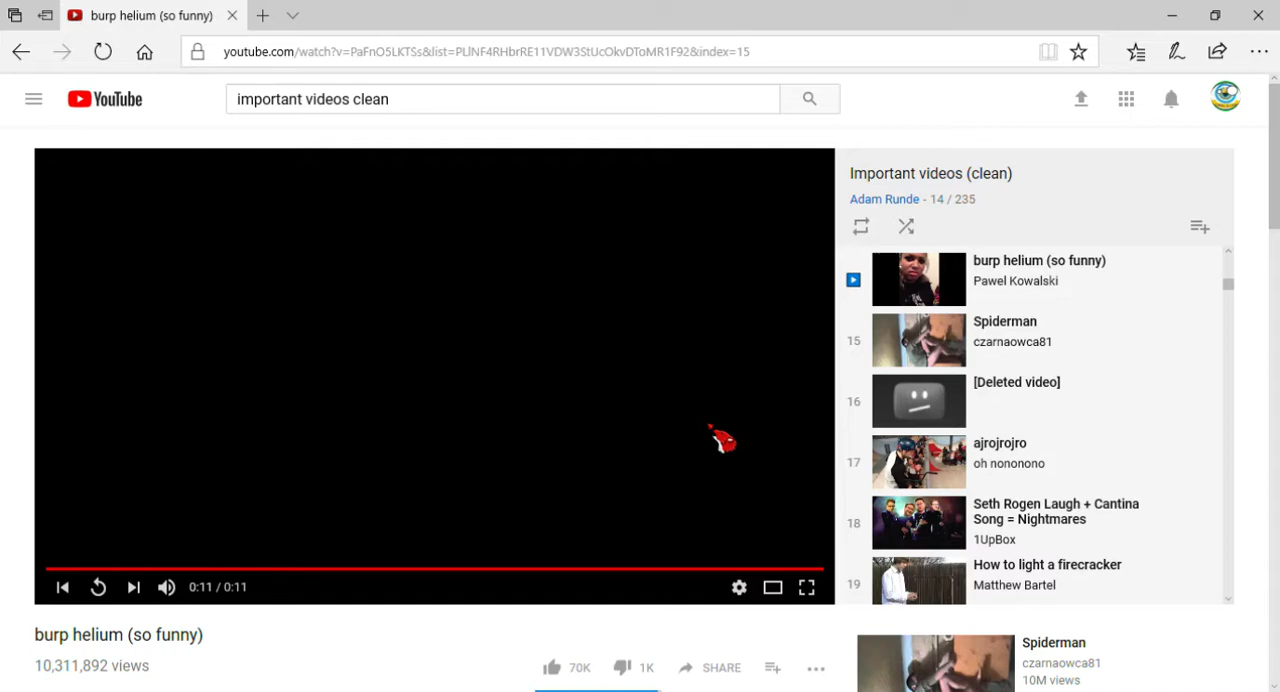 burp helium (so funny)
youtube.com/watch?v=PaFnO5LKTSs&list=PLlNF4RHbrRE11VDW3StUcOkvDToMR1F92&index=15
YouTube
important videos clean
Important videos (clean)
Adam Runde - 14 / 235
burp helium (so funny)
Pawel Kowalski
15
Spiderman
czarnaowca81
16
[Deleted video]
17
ajrojrojro
oh nononono
18
Seth Rogen Laugh + Cantina
Song = Nightmares
1UpBox
19
How to light a firecracker
Matthew Bartel
0:11 / 0:11
burp helium (so funny)
10,311,892 views
70K
1K
SHARE
Spiderman
czarnaowca81
10M views